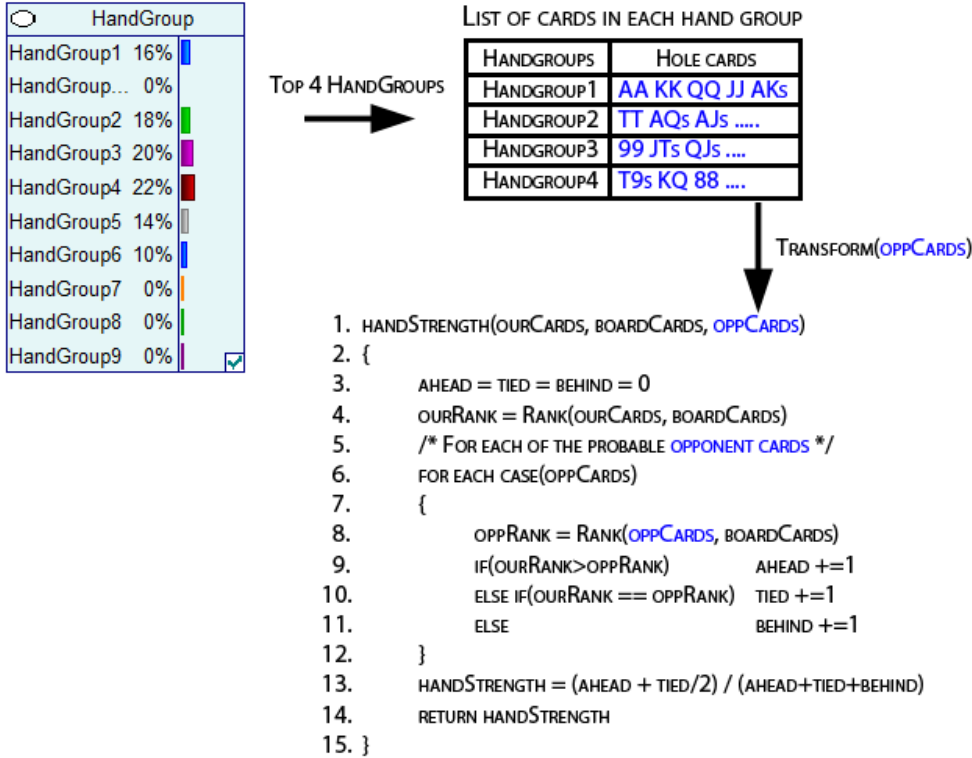 HandGroup
HandGroup1 16%
HandGroup... 0%
HandGroup2 18%
HandGroup3 20%
HandGroup4 22%
HandGroup5 14%
HandGroup6 10%
HandGroup7 0%
HandGroup8 0%
HandGroup9 0%
Top 4 HandGroups
List of cards in each hand group
Handgroups Hole cards
Handgroup1 AA KK QQ JJ AKs
Handgroup2 TT AQs AJs .....
Handgroup3 99 JTs QJs ....
Handgroup4 T9s KQ 88 ....
Transform(oppCards)
1. handStrength(ourCards, boardCards, oppCards)
2. {
3. ahead = tied = behind = 0
4. ourRank = Rank(ourCards, boardCards)
5. /* For each of the probable opponent cards */
6. for each case(oppCards)
7. {
8. oppRank = Rank(oppCards, boardCards)
9. if(ourRank>oppRank) ahead +=1
10. else if(ourRank == oppRank) tied +=1
11. else behind +=1
12. }
13. handStrength = (ahead + tied/2) / (ahead+tied+behind)
14. return handStrength
15. }